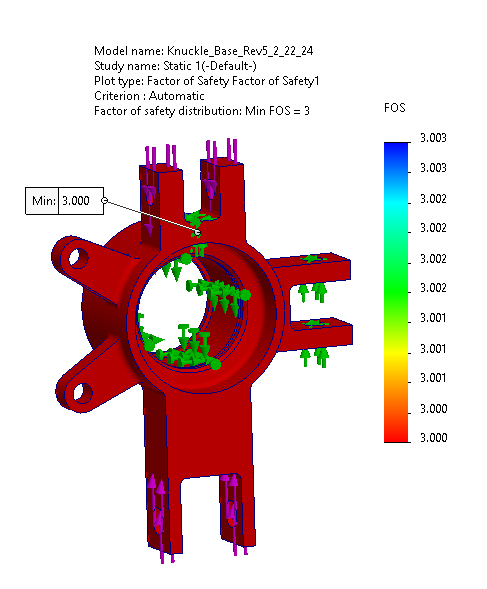 Model name: Knuckle_Base_Rev5_2_22_24
Study name: Static 1(-Default-)
Plot type: Factor of Safety Factor of Safety1
Criterion : Automatic
Factor of safety distribution: Min FOS = 3
FOS
3.003
3.003
3.002
3.002
3.002
3.002
3.001
3.001
3.000
3.000
Min: 3.000